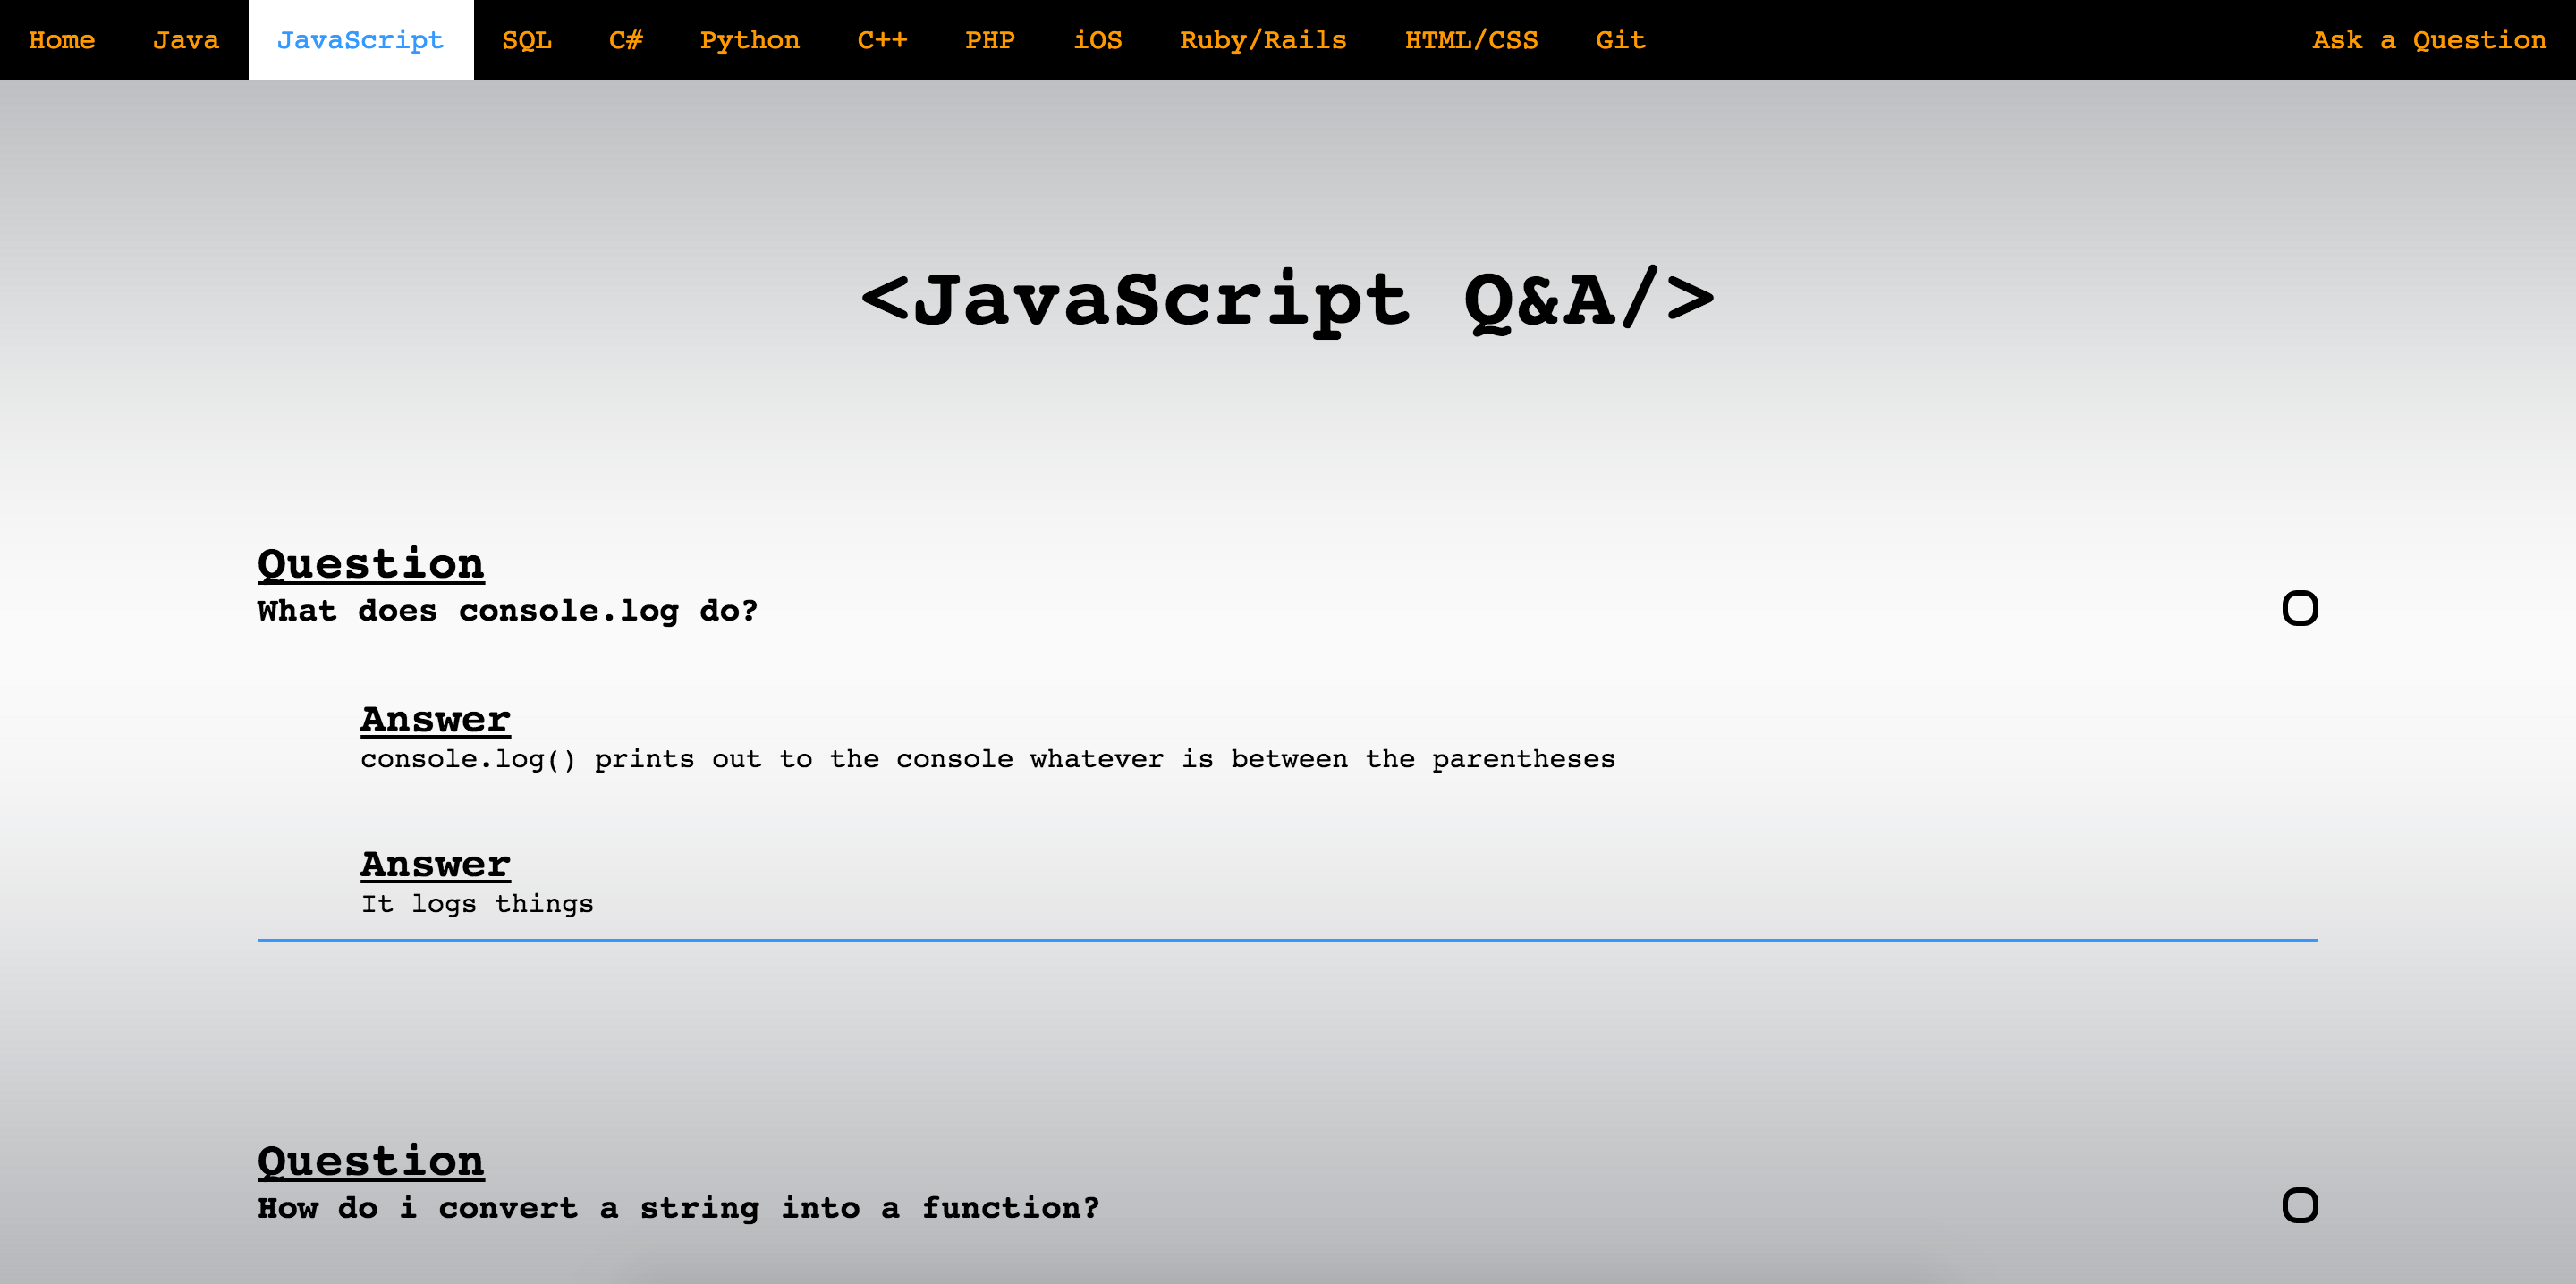 Home Java JavaScript SQL C# Python C++ PHP iOS Ruby/Rails HTML/CSS Git Ask a Question
<JavaScript Q&A/>
Question
What does console.log do?
Answer
console.log() prints out to the console whatever is between the parentheses
Answer
It logs things
Question
How do i convert a string into a function?